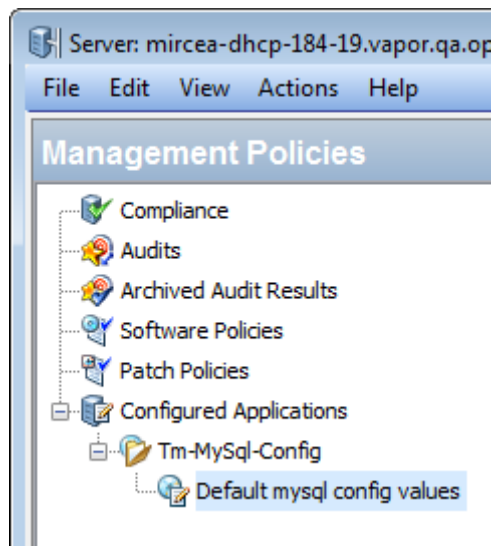 Server: mircea-dhcp-184-19.vapor.qa.op
File Edit View Actions Help
Management Policies
Compliance
Audits
Archived Audit Results
Software Policies
Patch Policies
Configured Applications
Tm-MySql-Config
Default mysql config values